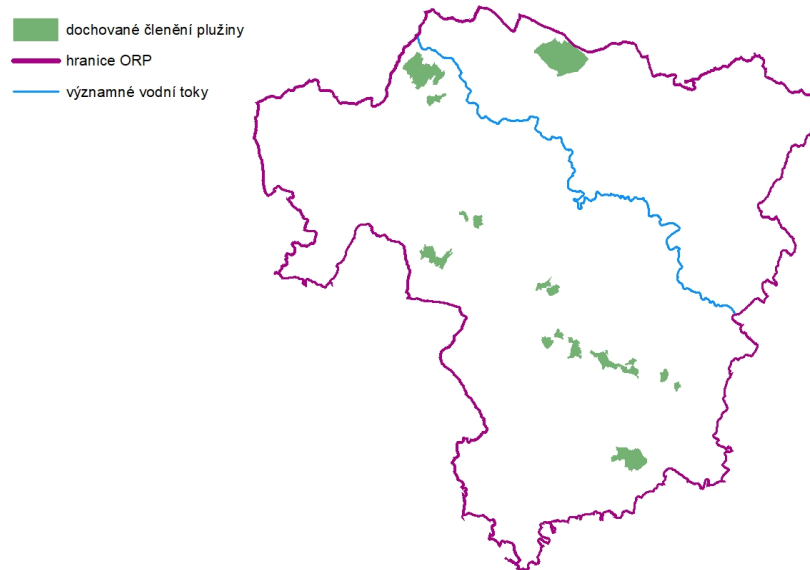 dochované členění plužiny
hranice ORP
významné vodní toky